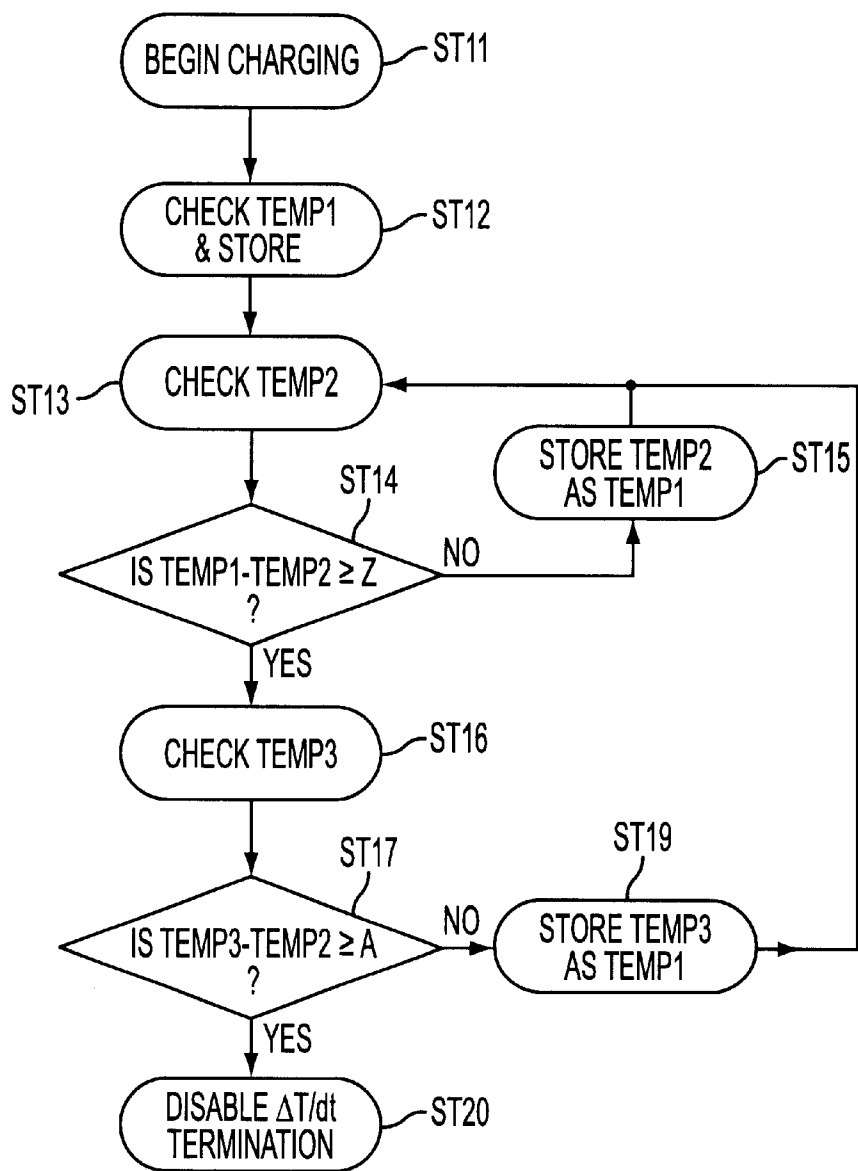 BEGIN CHARGING
ST11
CHECK TEMP1
& STORE
ST12
CHECK TEMP2
ST13
STORE TEMP2
AS TEMP1
ST15
ST14
IS TEMP1-TEMP2 ≥ Z
?
NO
YES
CHECK TEMP3
ST16
ST17
IS TEMP3-TEMP2 ≥ A
?
NO
ST19
STORE TEMP3
AS TEMP1
YES
DISABLE ΔT/dt
TERMINATION
ST20